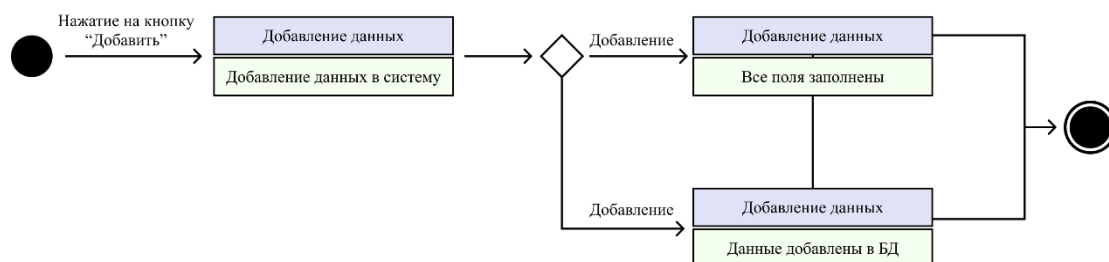 Нажатие на кнопку
“Добавить”
Добавление данных
Добавление данных в систему
Добавление
Добавление данных
Все поля заполнены
Добавление
Добавление данных
Данные добавлены в БД